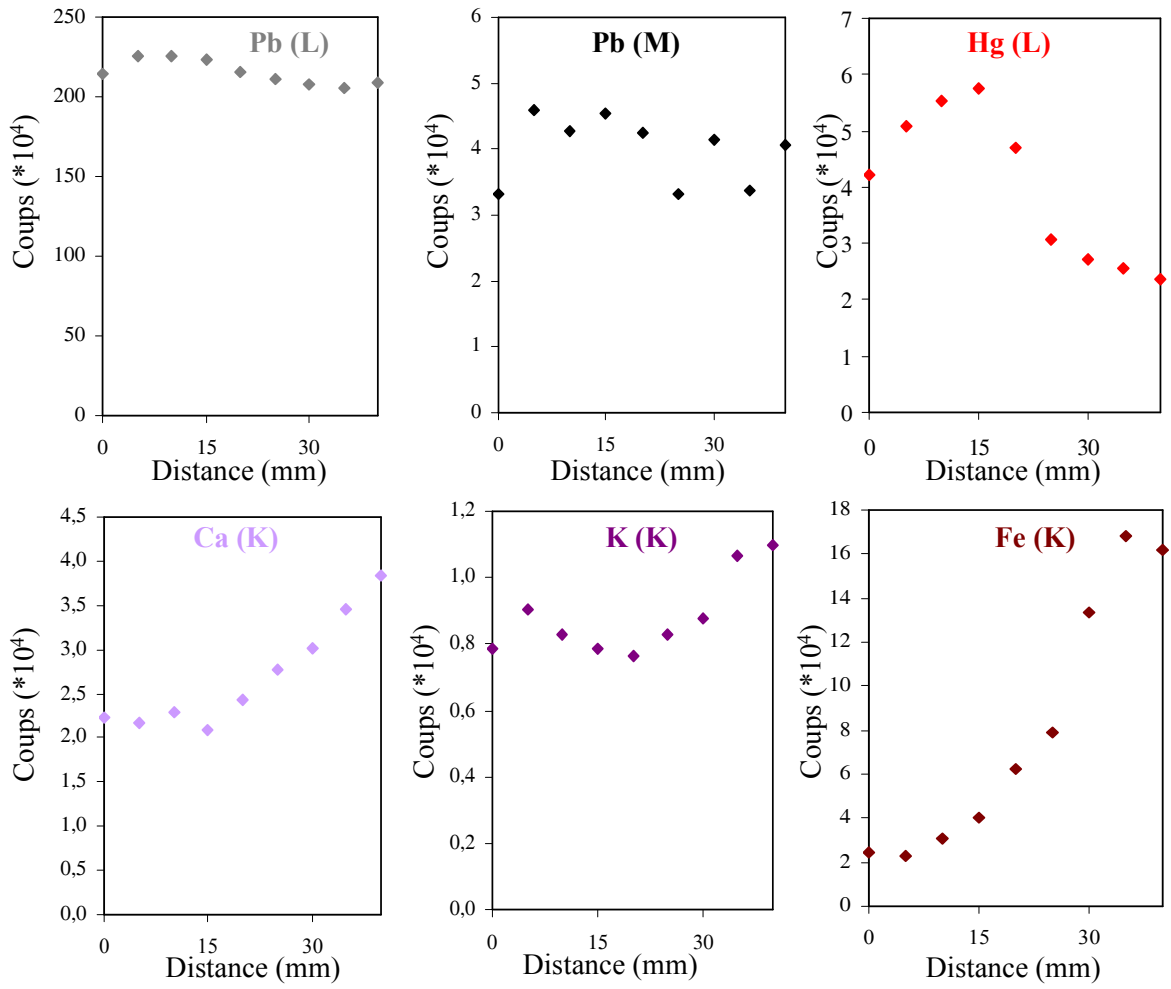 Pb (L)
Coups (*10⁴)
250
200
150
100
50
0
0 15 30
Distance (mm)
Pb (M)
Coups (*10⁴)
6
5
4
3
2
1
0
0 15 30
Distance (mm)
Hg (L)
Coups (*10⁴)
7
6
5
4
3
2
1
0
0 15 30
Distance (mm)
Ca (K)
Coups (*10⁴)
4,5
4,0
3,5
3,0
2,5
2,0
1,5
1,0
0,5
0,0
0 15 30
Distance (mm)
K (K)
Coups (*10⁴)
1,2
1,0
0,8
0,6
0,4
0,2
0,0
0 15 30
Distance (mm)
Fe (K)
Coups (*10⁴)
18
16
14
12
10
8
6
4
2
0
0 15 30
Distance (mm)